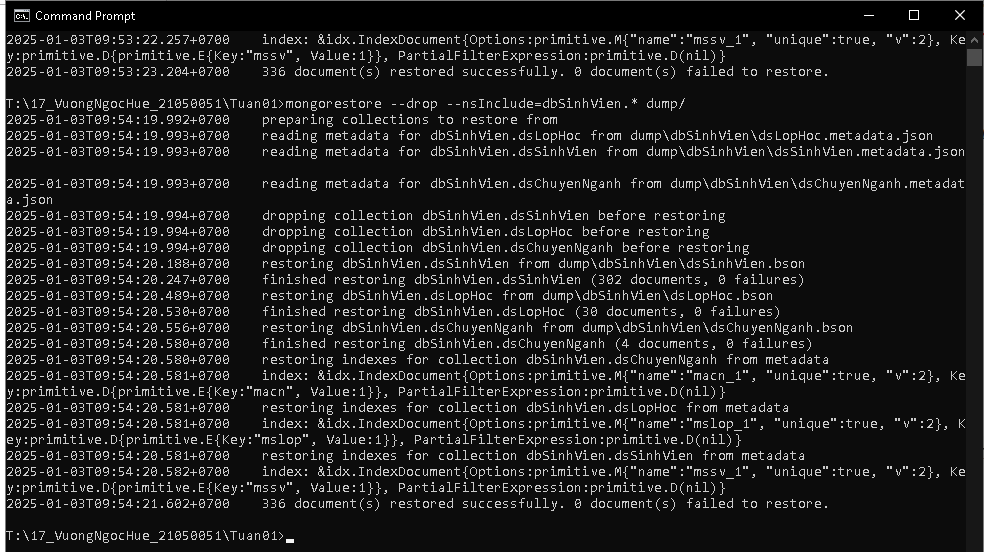 Command Prompt
2025-01-03T09:53:22.257+0700    index: &idx.IndexDocument{Options:primitive.M{"name":"mssv_1", "unique":true, "v":2}, Ke
y:primitive.D{primitive.E{Key:"mssv", Value:1}}, PartialFilterExpression:primitive.D(nil)}
2025-01-03T09:53:23.204+0700    336 document(s) restored successfully. 0 document(s) failed to restore.
T:\17_VuongNgocHue_21050051\Tuan01>mongorestore --drop --nsInclude=dbSinhVien.* dump/
2025-01-03T09:54:19.992+0700    preparing collections to restore from
2025-01-03T09:54:19.993+0700    reading metadata for dbSinhVien.dsLopHoc from dump\dbSinhVien\dsLopHoc.metadata.json
2025-01-03T09:54:19.993+0700    reading metadata for dbSinhVien.dsSinhVien from dump\dbSinhVien\dsSinhVien.metadata.json
2025-01-03T09:54:19.993+0700    reading metadata for dbSinhVien.dsChuyenNganh from dump\dbSinhVien\dsChuyenNganh.metadat
a.json
2025-01-03T09:54:19.994+0700    dropping collection dbSinhVien.dsSinhVien before restoring
2025-01-03T09:54:19.994+0700    dropping collection dbSinhVien.dsLopHoc before restoring
2025-01-03T09:54:19.994+0700    dropping collection dbSinhVien.dsChuyenNganh before restoring
2025-01-03T09:54:20.188+0700    restoring dbSinhVien.dsSinhVien from dump\dbSinhVien\dsSinhVien.bson
2025-01-03T09:54:20.247+0700    finished restoring dbSinhVien.dsSinhVien (302 documents, 0 failures)
2025-01-03T09:54:20.489+0700    restoring dbSinhVien.dsLopHoc from dump\dbSinhVien\dsLopHoc.bson
2025-01-03T09:54:20.530+0700    finished restoring dbSinhVien.dsLopHoc (30 documents, 0 failures)
2025-01-03T09:54:20.556+0700    restoring dbSinhVien.dsChuyenNganh from dump\dbSinhVien\dsChuyenNganh.bson
2025-01-03T09:54:20.580+0700    finished restoring dbSinhVien.dsChuyenNganh (4 documents, 0 failures)
2025-01-03T09:54:20.580+0700    restoring indexes for collection dbSinhVien.dsChuyenNganh from metadata
2025-01-03T09:54:20.581+0700    index: &idx.IndexDocument{Options:primitive.M{"name":"macn_1", "unique":true, "v":2}, Ke
y:primitive.D{primitive.E{Key:"macn", Value:1}}, PartialFilterExpression:primitive.D(nil)}
2025-01-03T09:54:20.581+0700    restoring indexes for collection dbSinhVien.dsLopHoc from metadata
2025-01-03T09:54:20.581+0700    index: &idx.IndexDocument{Options:primitive.M{"name":"mslop_1", "unique":true, "v":2}, K
ey:primitive.D{primitive.E{Key:"mslop", Value:1}}, PartialFilterExpression:primitive.D(nil)}
2025-01-03T09:54:20.581+0700    restoring indexes for collection dbSinhVien.dsSinhVien from metadata
2025-01-03T09:54:20.582+0700    index: &idx.IndexDocument{Options:primitive.M{"name":"mssv_1", "unique":true, "v":2}, Ke
y:primitive.D{primitive.E{Key:"mssv", Value:1}}, PartialFilterExpression:primitive.D(nil)}
2025-01-03T09:54:21.602+0700    336 document(s) restored successfully. 0 document(s) failed to restore.
T:\17_VuongNgocHue_21050051\Tuan01>